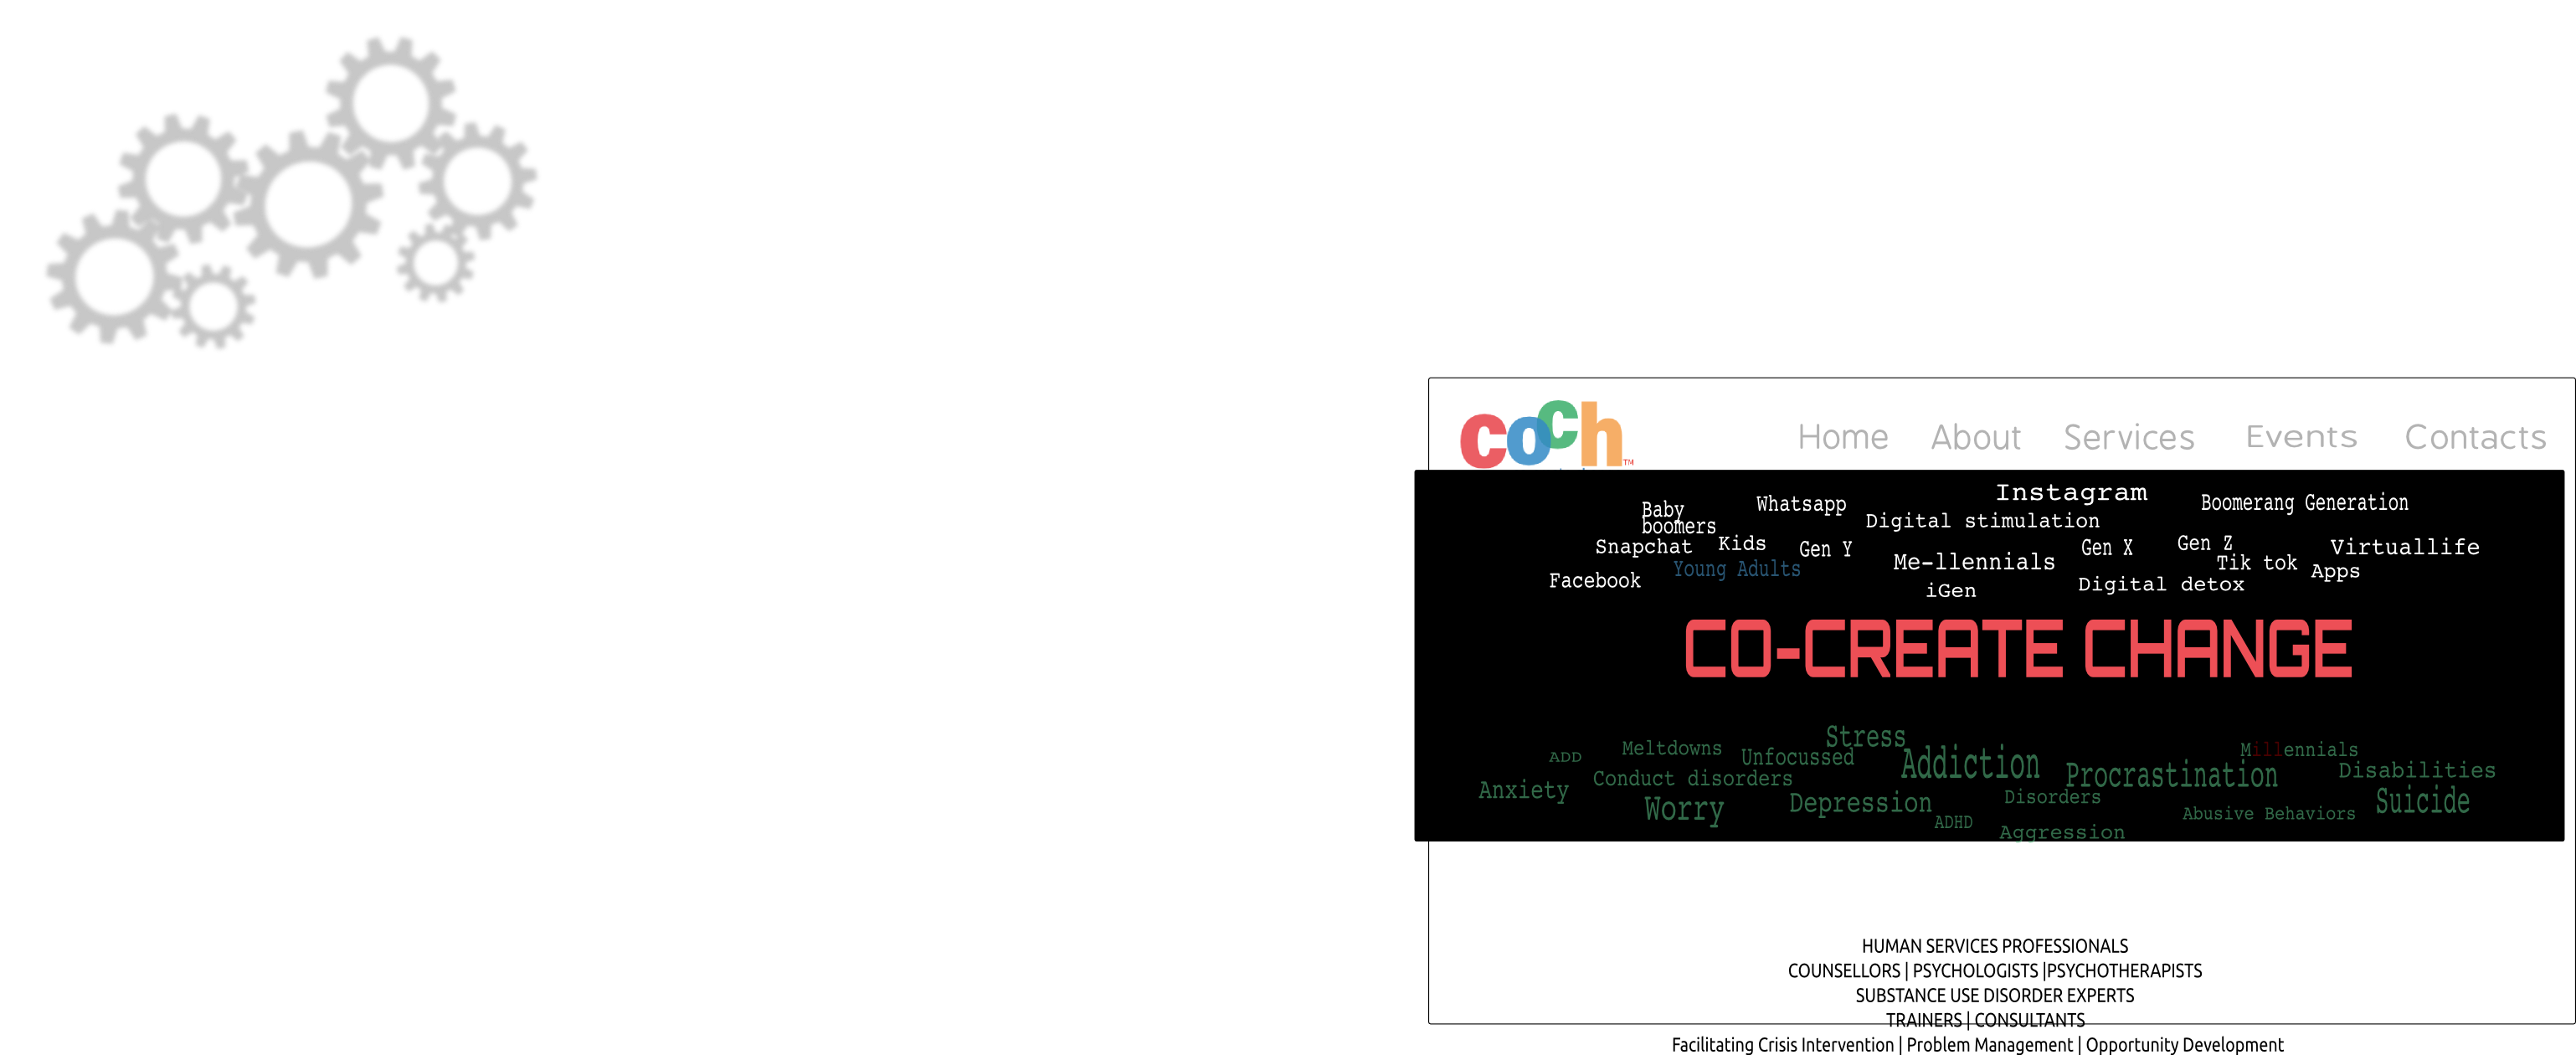 coch
TM
Home About Services Events Contacts
Instagram
Baby
boomers
Whatsapp
Boomerang Generation
Digital stimulation
Snapchat
Kids
Gen Y
Gen X
Gen Z
Virtuallife
Young Adults
Me-llennials
Tik tok
Apps
Facebook
iGen
Digital detox
CO-CREATE CHANGE
Stress
ADD
Meltdowns
Unfocussed
Addiction
Millennials
Conduct disorders
Procrastination
Disabilities
Anxiety
Worry
Depression
Disorders
Suicide
ADHD
Abusive Behaviors
Aggression
HUMAN SERVICES PROFESSIONALS
COUNSELLORS | PSYCHOLOGISTS |PSYCHOTHERAPISTS
SUBSTANCE USE DISORDER EXPERTS
TRAINERS | CONSULTANTS
Facilitating Crisis Intervention | Problem Management | Opportunity Development